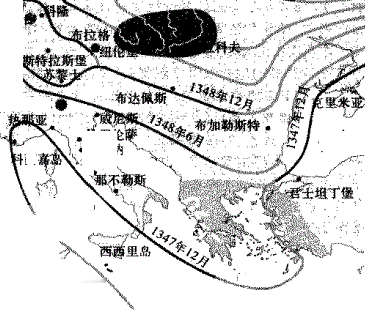 科隆
布拉格
纽伦堡
克拉科夫
斯特拉斯堡
苏黎士
布达佩斯
1348年12月
克里米亚
热那亚
威尼斯
1348年6月
布加勒斯特
1347年12月
科
嘉岛
那不勒斯
君士坦丁堡
1347年12月
西西里岛